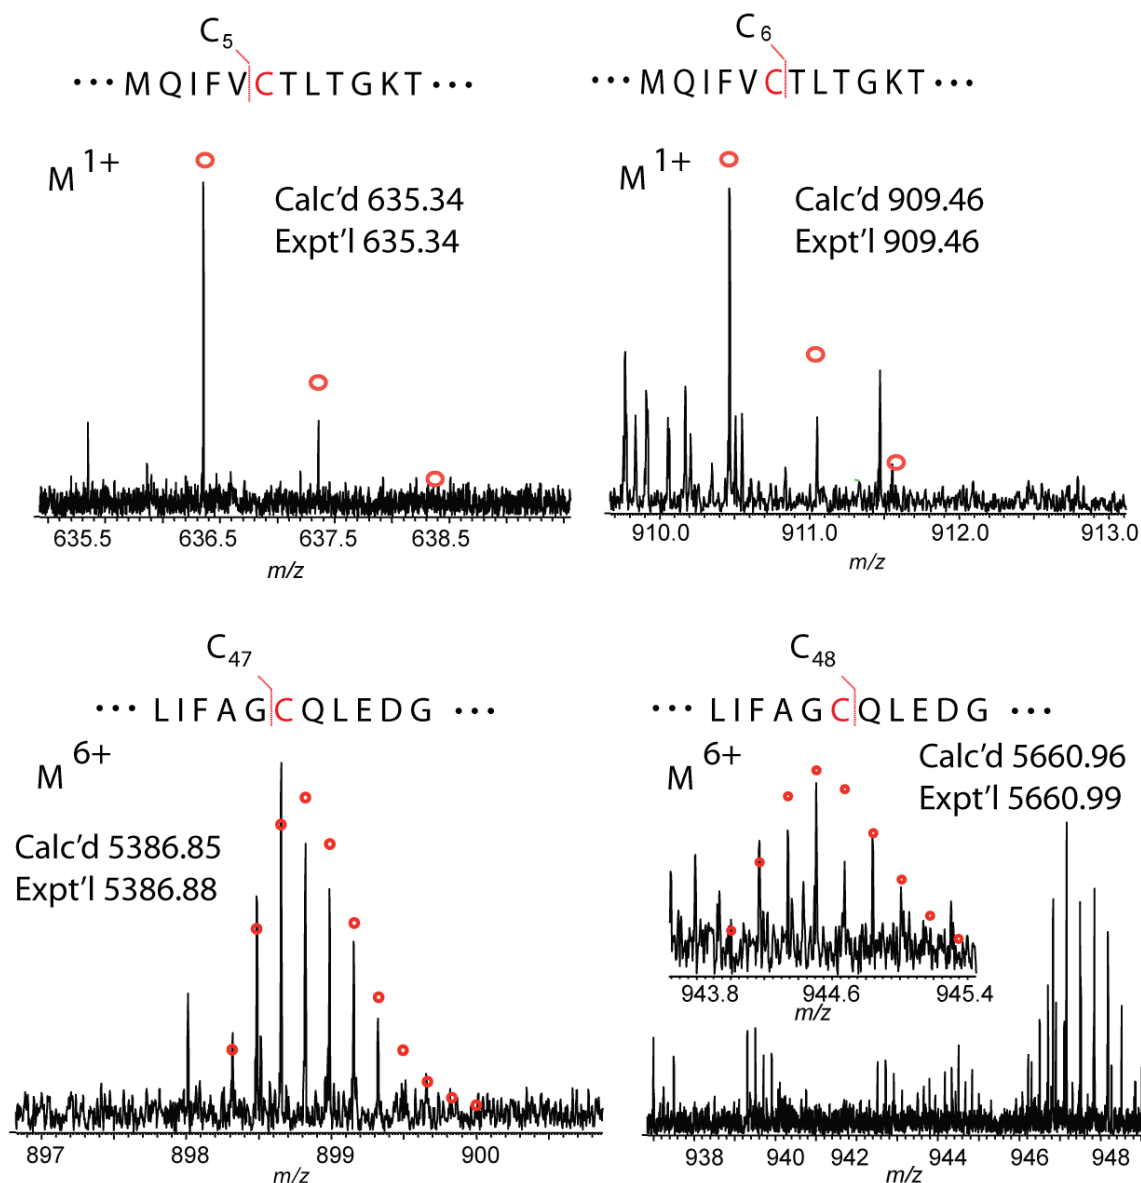 C5
••• M Q I F V C T L T G K T •••
M 1+
Calc'd 635.34
Expt'l 635.34
635.5 636.5 637.5 638.5
m/z
C6
••• M Q I F V C T L T G K T •••
M 1+
Calc'd 909.46
Expt'l 909.46
910.0 911.0 912.0 913.0
m/z
C47
••• L I F A G C Q L E D G •••
M 6+
Calc'd 5386.85
Expt'l 5386.88
897 898 899 900
m/z
C48
••• L I F A G C Q L E D G •••
M 6+
Calc'd 5660.96
Expt'l 5660.99
943.8 944.6 945.4
m/z
938 940 942 944 946 948
m/z